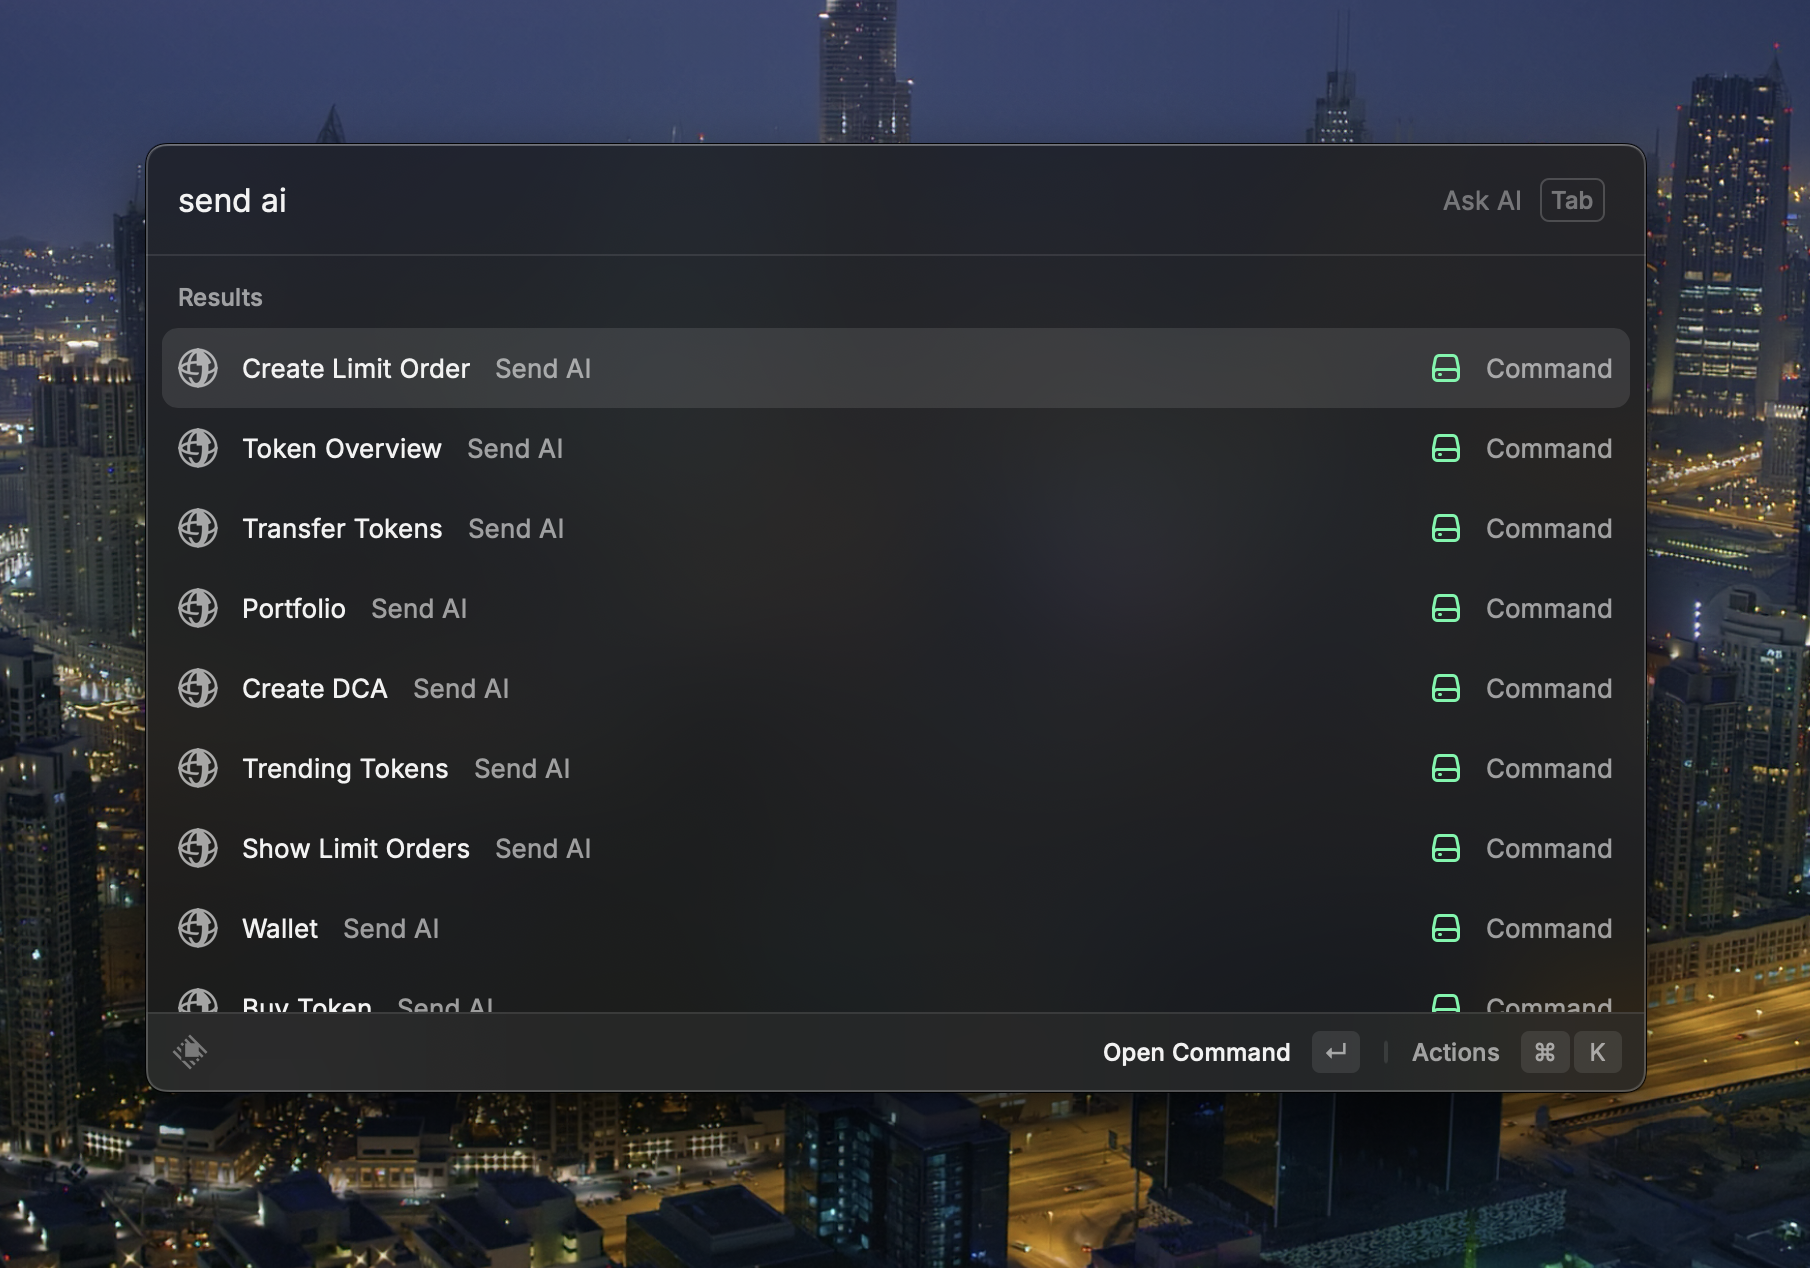 send ai Ask AI Tab
Results
Create Limit Order Send AI Command
Token Overview Send AI Command
Transfer Tokens Send AI Command
Portfolio Send AI Command
Create DCA Send AI Command
Trending Tokens Send AI Command
Show Limit Orders Send AI Command
Wallet Send AI Command
Buy Token Send AI Command
Open Command ↵ Actions ⌘ K